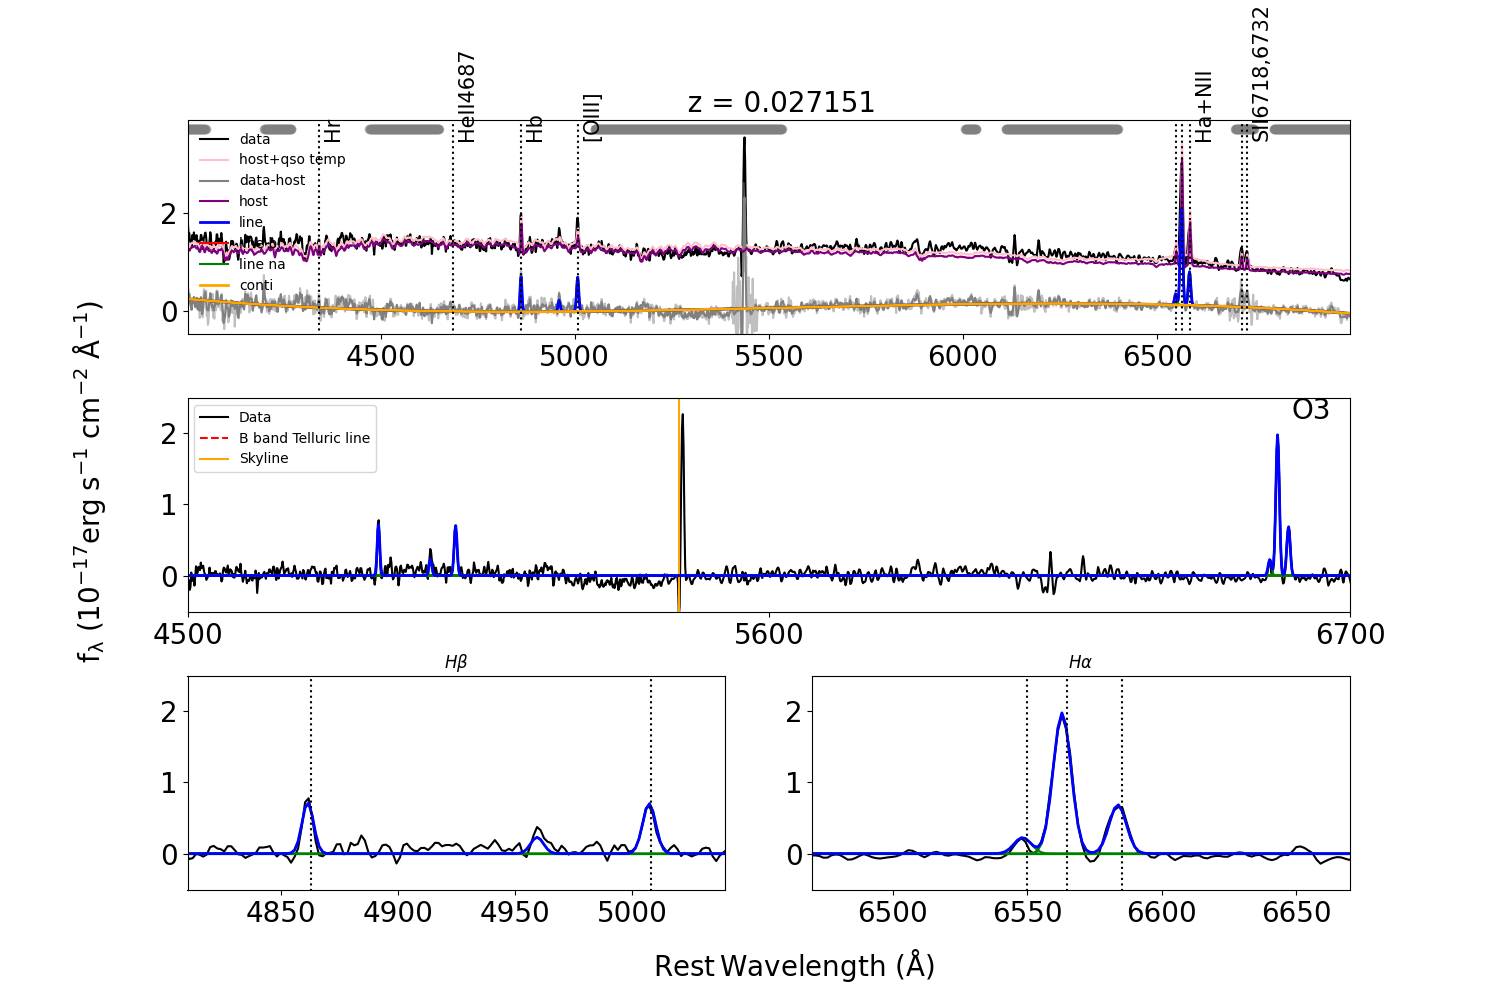 z = 0.027151
Hr
HeII4687
Hb
[OIII]
Ha+NII
SII6718,6732
data
host+qso temp
data-host
host
line
line na
conti
2
0
4500 5000 5500 6000 6500
fλ (10⁻¹⁷erg s⁻¹ cm⁻² Å⁻¹)
O3
Data
B band Telluric line
Skyline
2
1
0
4500 5600 6700
Hβ
2
1
0
4850 4900 4950 5000
Hα
2
1
0
6500 6550 6600 6650
Rest Wavelength (Å)